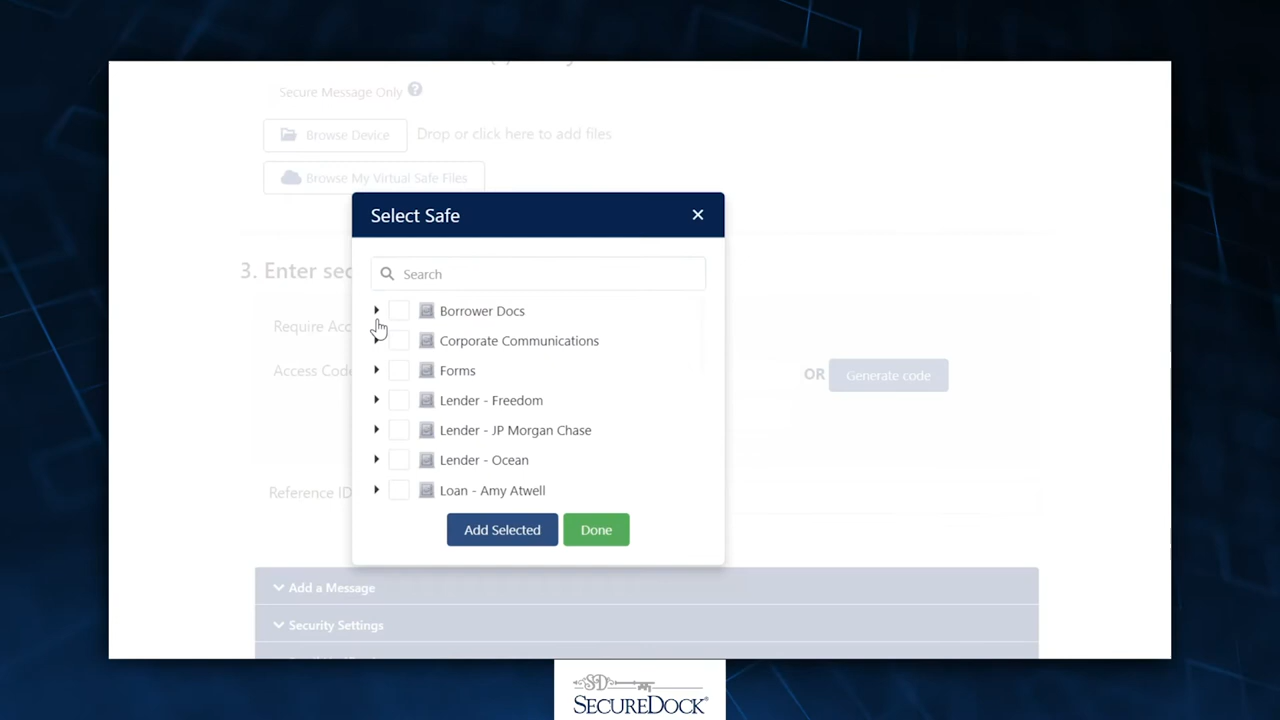 Secure Message Only
Browse Device Drop or click here to add files
Browse My Virtual Safe Files
Select Safe
3. Enter sec
Search
Borrower Docs
Require Acc
Corporate Communications
Access Code
Forms
OR Generate code
Lender - Freedom
Lender - JP Morgan Chase
Lender - Ocean
Reference ID
Loan - Amy Atwell
Add Selected Done
Add a Message
Security Settings
SD
SECUREDOCK